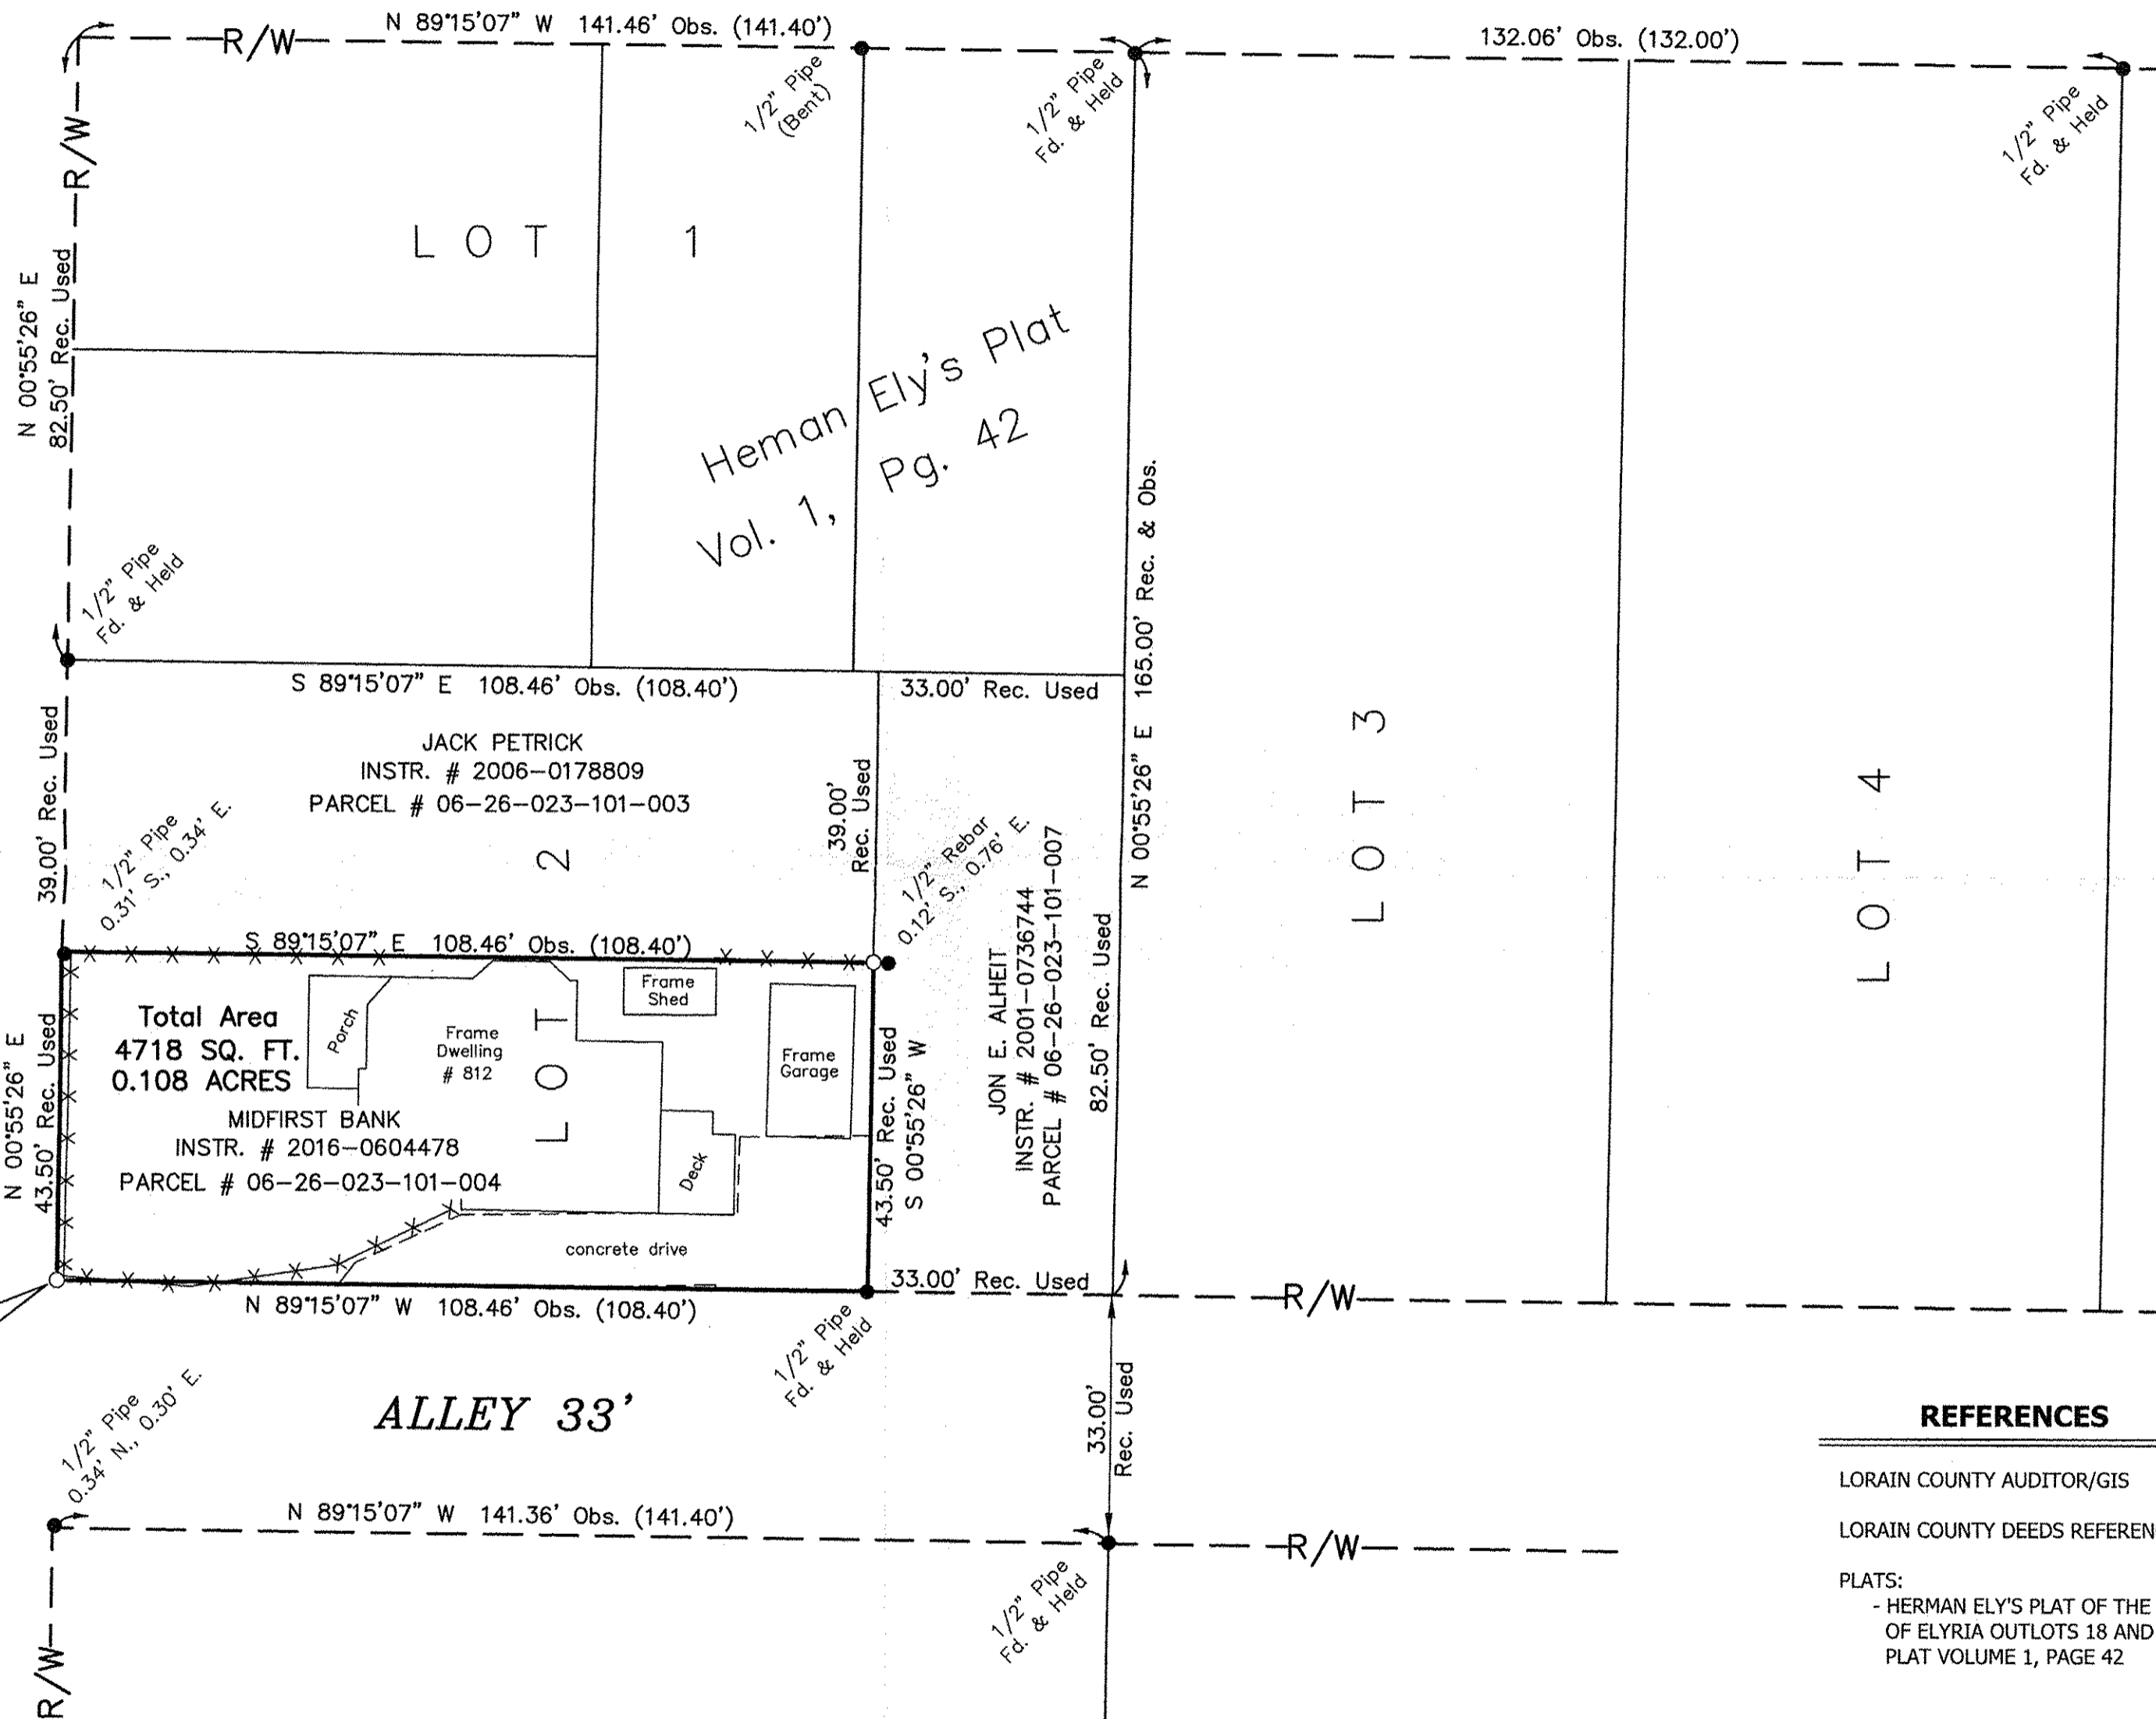 N 89°15'07" W 141.46' Obs. (141.40')
132.06' Obs. (132.00')
R/W
R/W
1/2" Pipe
(Bent)
1/2" Pipe
Fd. & Held
1/2" Pipe
Fd. & Held
LOT 1
N 00°55'26" E
82.50' Rec. Used
Heman Ely's Plat
Vol. 1, Pg. 42
N 00°55'26" E 165.00' Rec. & Obs.
1/2" Pipe
Fd. & Held
S 89°15'07" E 108.46' Obs. (108.40')
33.00' Rec. Used
39.00' Rec. Used
JACK PETRICK
INSTR. # 2006-0178809
PARCEL # 06-26-023-101-003
39.00'
Rec. Used
LOT 3
LOT 4
1/2" Pipe
0.31' S., 0.34' E.
1/2" Rebar
0.12' S., 0.76' E.
LOT 2
S 89°15'07" E 108.46' Obs. (108.40')
JON E. ALHEIT
INSTR. # 2001-0736744
PARCEL # 06-26-023-101-007
82.50' Rec. Used
N 00°55'26" E
43.50' Rec. Used
Total Area
4718 SQ. FT.
0.108 ACRES
Porch
Frame
Dwelling
# 812
Frame
Shed
Frame
Garage
MIDFIRST BANK
INSTR. # 2016-0604478
PARCEL # 06-26-023-101-004
Deck
43.50' Rec. Used
S 00°55'26" W
concrete drive
33.00' Rec. Used
R/W
N 89°15'07" W 108.46' Obs. (108.40')
1/2" Pipe
Fd. & Held
1/2" Pipe
0.34' N., 0.30' E.
ALLEY 33'
33.00'
Rec. Used
N 89°15'07" W 141.36' Obs. (141.40')
R/W
1/2" Pipe
Fd. & Held
R/W
REFERENCES
LORAIN COUNTY AUDITOR/GIS
LORAIN COUNTY DEEDS REFEREN
PLATS:
- HERMAN ELY'S PLAT OF THE
OF ELYRIA OUTLOTS 18 AND
PLAT VOLUME 1, PAGE 42